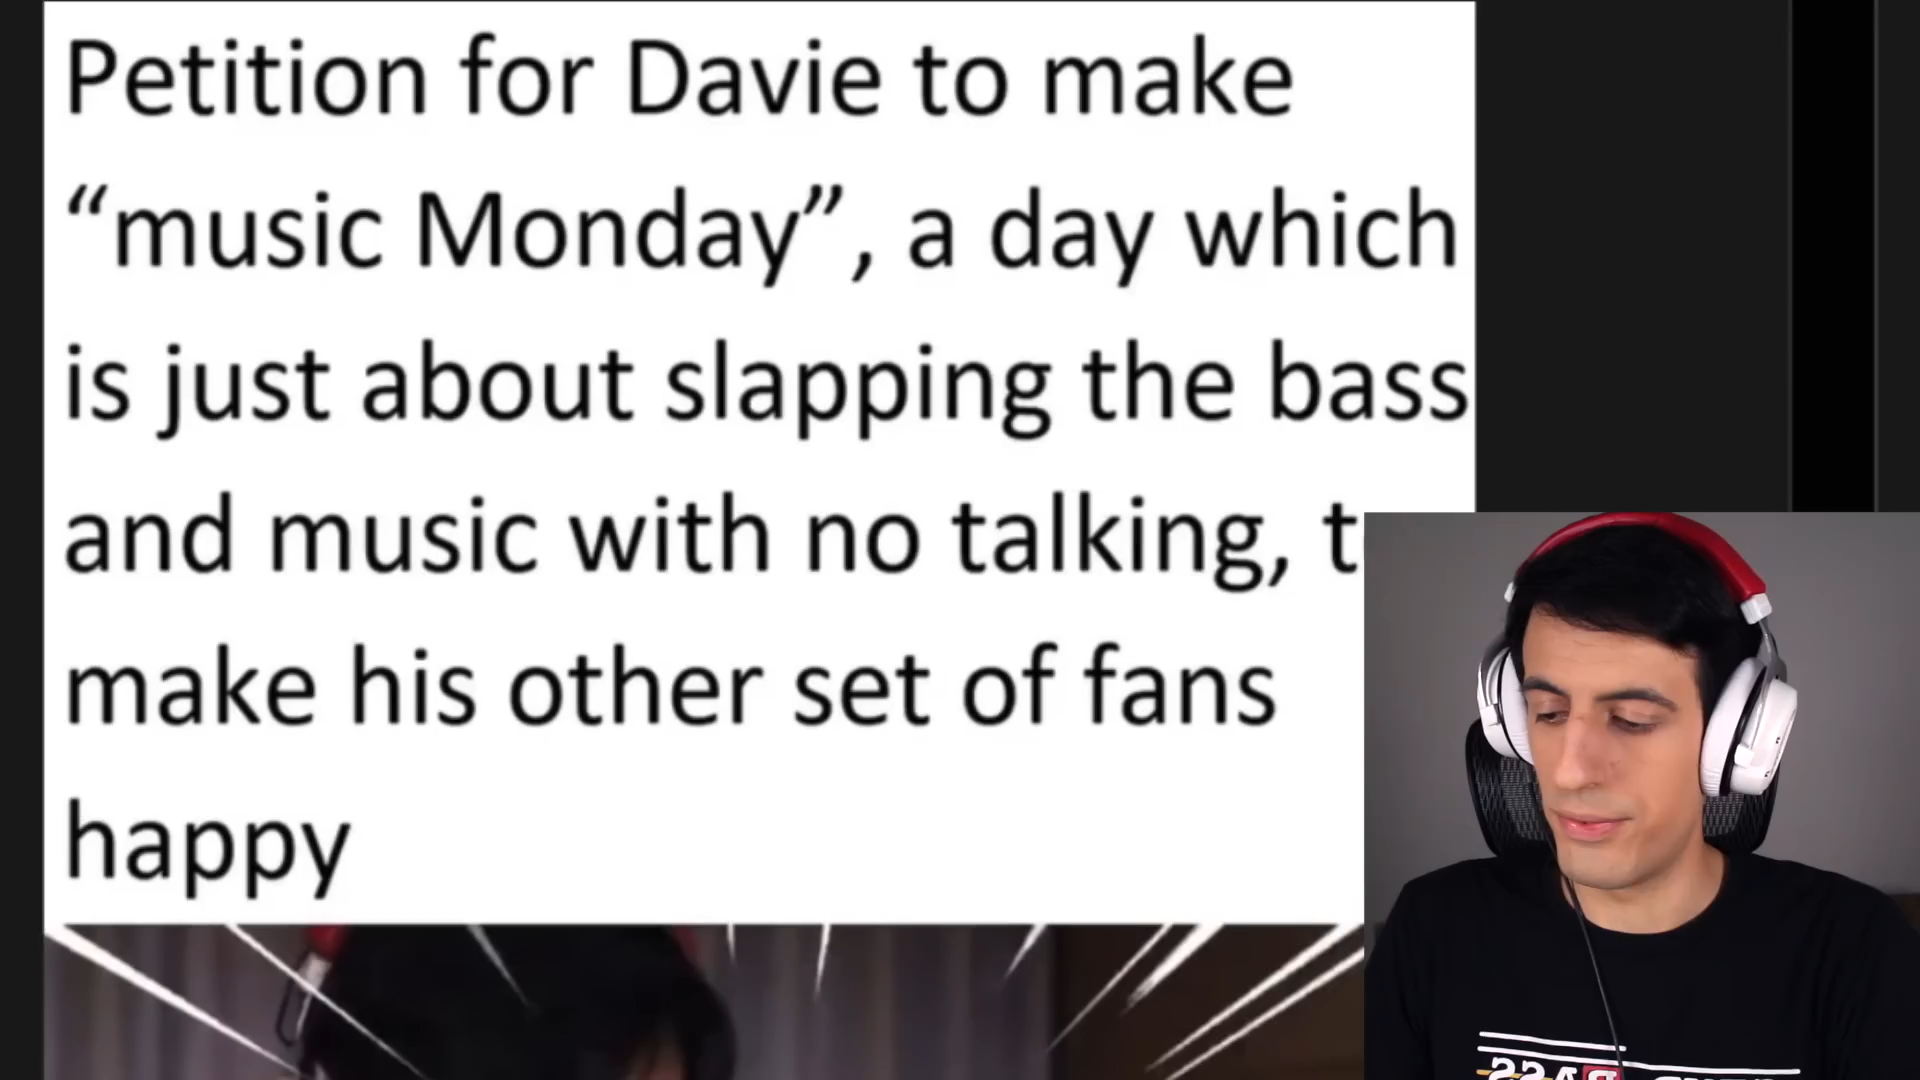 Petition for Davie to make
“music Monday”, a day which
is just about slapping the bass
and music with no talking, t
make his other set of fans
happy
BASS